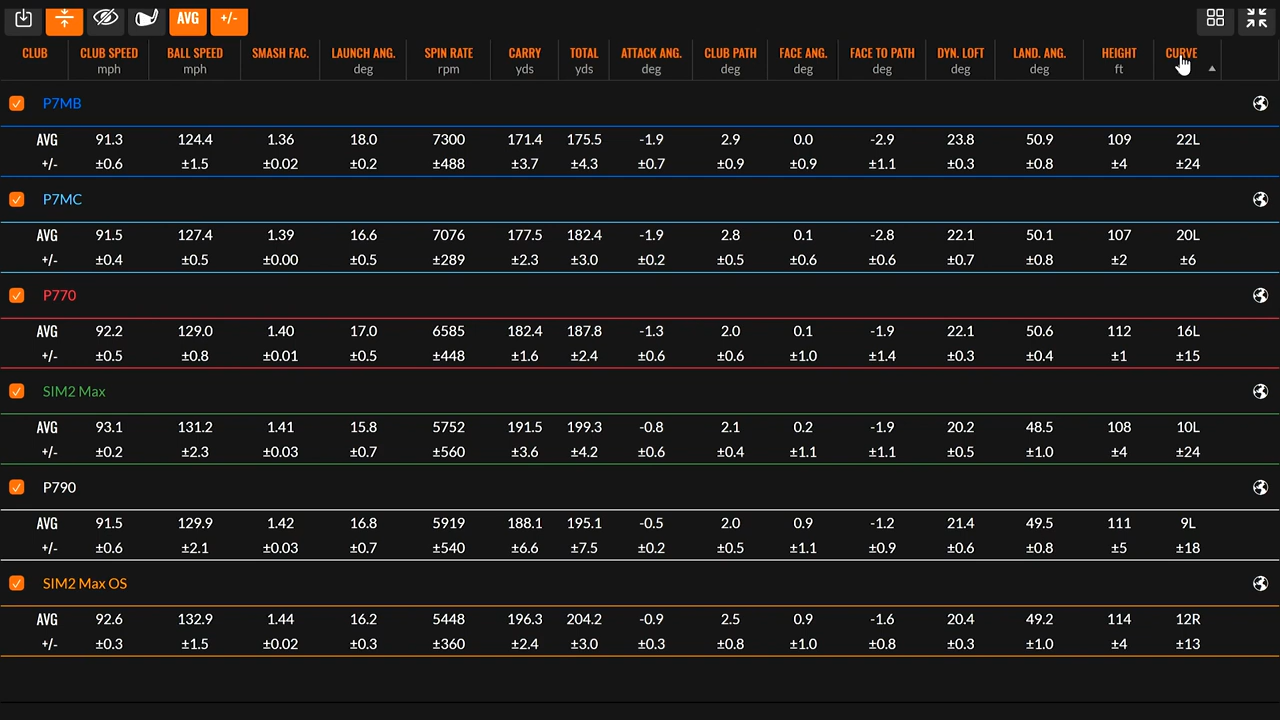 AVG +/-
CLUB CLUB SPEED BALL SPEED SMASH FAC. LAUNCH ANG. SPIN RATE CARRY TOTAL ATTACK ANG. CLUB PATH FACE ANG. FACE TO PATH DYN. LOFT LAND. ANG. HEIGHT CURVE
mph mph deg rpm yds yds deg deg deg deg deg deg ft
P7MB
AVG 91.3 124.4 1.36 18.0 7300 171.4 175.5 -1.9 2.9 0.0 -2.9 23.8 50.9 109 22L
+/- ±0.6 ±1.5 ±0.02 ±0.2 ±488 ±3.7 ±4.3 ±0.7 ±0.9 ±0.9 ±1.1 ±0.3 ±0.8 ±4 ±24
P7MC
AVG 91.5 127.4 1.39 16.6 7076 177.5 182.4 -1.9 2.8 0.1 -2.8 22.1 50.1 107 20L
+/- ±0.4 ±0.5 ±0.00 ±0.5 ±289 ±2.3 ±3.0 ±0.2 ±0.5 ±0.6 ±0.6 ±0.7 ±0.8 ±2 ±6
P770
AVG 92.2 129.0 1.40 17.0 6585 182.4 187.8 -1.3 2.0 0.1 -1.9 22.1 50.6 112 16L
+/- ±0.5 ±0.8 ±0.01 ±0.5 ±448 ±1.6 ±2.4 ±0.6 ±0.6 ±1.0 ±1.4 ±0.3 ±0.4 ±1 ±15
SIM2 Max
AVG 93.1 131.2 1.41 15.8 5752 191.5 199.3 -0.8 2.1 0.2 -1.9 20.2 48.5 108 10L
+/- ±0.2 ±2.3 ±0.03 ±0.7 ±560 ±3.6 ±4.2 ±0.6 ±0.4 ±1.1 ±1.1 ±0.5 ±1.0 ±4 ±24
P790
AVG 91.5 129.9 1.42 16.8 5919 188.1 195.1 -0.5 2.0 0.9 -1.2 21.4 49.5 111 9L
+/- ±0.6 ±2.1 ±0.03 ±0.7 ±540 ±6.6 ±7.5 ±0.2 ±0.5 ±1.1 ±0.9 ±0.6 ±0.8 ±5 ±18
SIM2 Max OS
AVG 92.6 132.9 1.44 16.2 5448 196.3 204.2 -0.9 2.5 0.9 -1.6 20.4 49.2 114 12R
+/- ±0.3 ±1.5 ±0.02 ±0.3 ±360 ±2.4 ±3.0 ±0.3 ±0.8 ±1.0 ±0.8 ±0.3 ±1.0 ±4 ±13